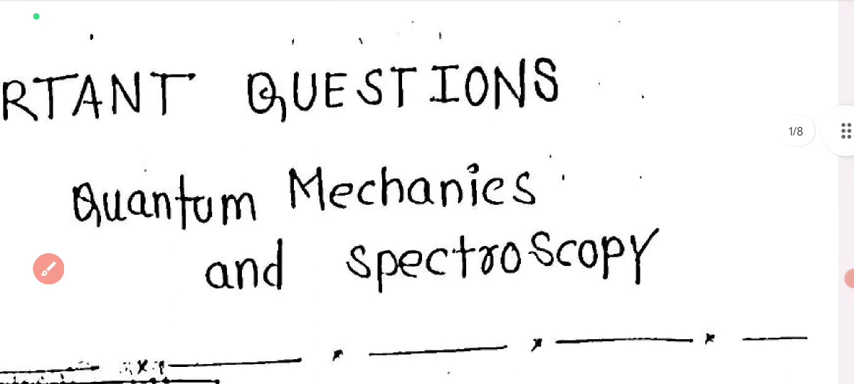 RTANT QUESTIONS
1/8
Quantum Mechanics
and Spectroscopy